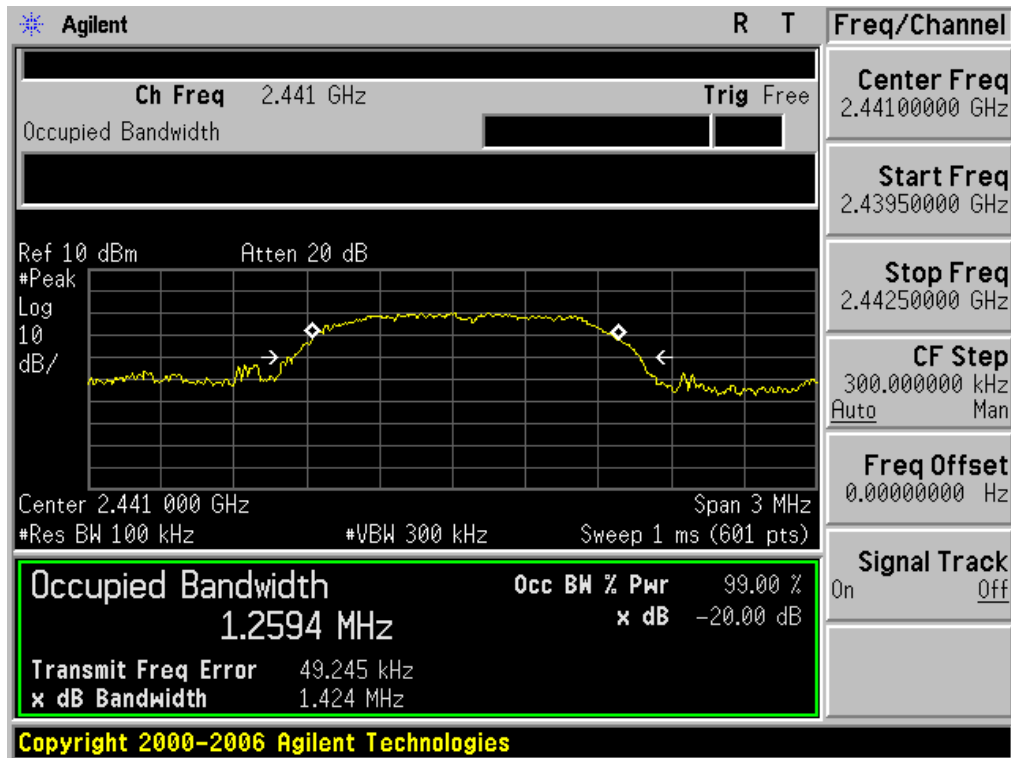 Agilent R T Freq/Channel
Ch Freq 2.441 GHz Trig Free
Occupied Bandwidth
Center Freq
2.44100000 GHz
Start Freq
2.43950000 GHz
Stop Freq
2.44250000 GHz
CF Step
300.000000 kHz
Auto Man
Freq Offset
0.00000000 Hz
Signal Track
On Off
Ref 10 dBm Atten 20 dB
#Peak
Log
10
dB/
Center 2.441 000 GHz Span 3 MHz
#Res BW 100 kHz #VBW 300 kHz Sweep 1 ms (601 pts)
Occupied Bandwidth Occ BW % Pwr 99.00 %
1.2594 MHz x dB -20.00 dB
Transmit Freq Error 49.245 kHz
x dB Bandwidth 1.424 MHz
Copyright 2000-2006 Agilent Technologies